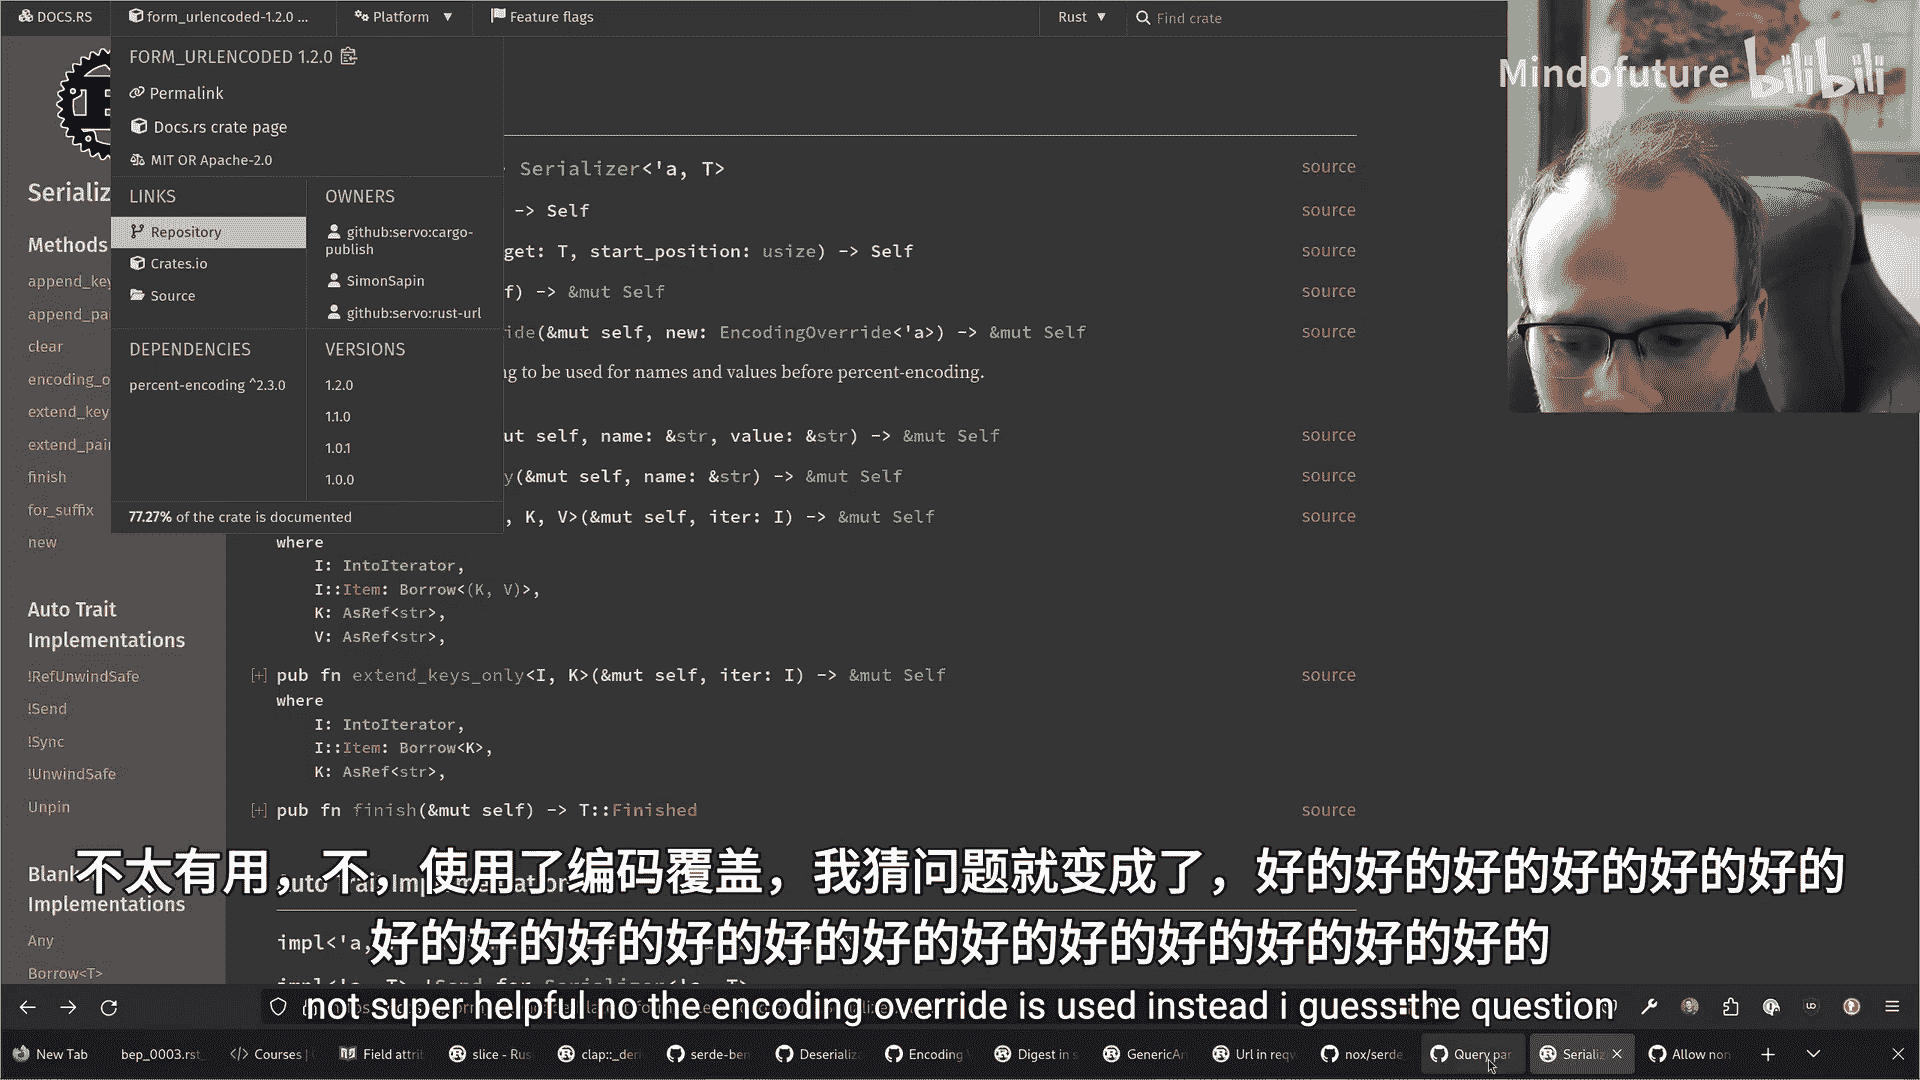 DOCS.RS
form_urlencoded-1.2.0 ...
Platform
Feature flags
Rust
Find crate
FORM_URLENCODED 1.2.0
Permalink
Docs.rs crate page
MIT OR Apache-2.0
LINKS
Repository
Crates.io
Source
OWNERS
github:servo:cargo-
publish
SimonSapin
github:servo:rust-url
DEPENDENCIES
percent-encoding ^2.3.0
VERSIONS
1.2.0
1.1.0
1.0.1
1.0.0
77.27% of the crate is documented
Mindofuture bilibili
Methods
append_key
clear
finish
for_suffix
new
Auto Trait
Implementations
!RefUnwindSafe
!Send
!Sync
!UnwindSafe
Unpin
Implementations
Any
Borrow<T>
Serializer<'a, T> source
-> Self source
get: T, start_position: usize) -> Self source
f) -> &mut Self source
ide(&mut self, new: EncodingOverride<'a>) -> &mut Self source
to be used for names and values before percent-encoding.
ut self, name: &str, value: &str) -> &mut Self source
y(&mut self, name: &str) -> &mut Self source
, K, V>(&mut self, iter: I) -> &mut Self source
where
I: IntoIterator,
I::Item: Borrow<(K, V)>,
K: AsRef<str>,
V: AsRef<str>,
[+] pub fn extend_keys_only<I, K>(&mut self, iter: I) -> &mut Self source
where
I: IntoIterator,
I::Item: Borrow<K>,
K: AsRef<str>,
[+] pub fn finish(&mut self) -> T::Finished source
不太有用，不，使用了编码覆盖，我猜问题就变成了，好的好的好的好的好的好的
好的好的好的好的好的好的好的好的好的好的好的好的
not super helpful no the encoding override is used instead i guess the question
New Tab
bep_0003.rst
Courses
Field attri
slice - Rus
clap::_deri
serde-ben
Deserializ
Encoding
Digest in s
GenericAr
Url in reqw
nox/serde
Query par
Serializ
Allow non